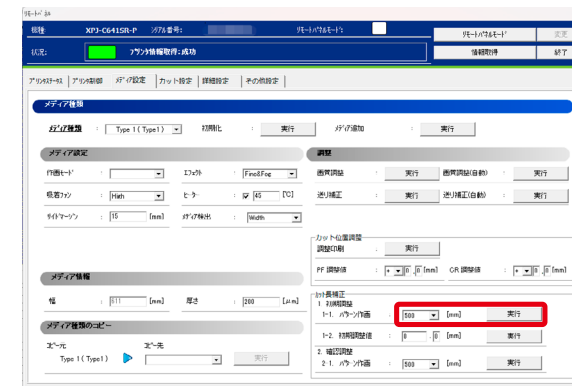 ﾘﾓｰﾄﾊﾟﾈﾙ
機種: XPJ-C641SR-P ｼﾘｱﾙ番号: ﾘﾓｰﾄﾊﾟﾈﾙﾓｰﾄﾞ: ﾘﾓｰﾄﾊﾟﾈﾙﾓｰﾄﾞ 変更
状況: ﾌﾟﾗﾝｼﾞ情報取得:成功 情報取得 終了
ﾌﾟﾘﾝﾀｽﾃｰﾀｽ ﾌﾟﾘﾝﾀ制御 ﾒﾃﾞｨｱ設定 カット設定 詳細設定 その他設定
メディア種類
ﾒﾃﾞｨｱ種類 : Type 1(Type1) 初期化 : 実行 ﾒﾃﾞｨｱ追加 : 実行
メディア設定 調整
作画ﾓｰﾄﾞ : ｴﾌｪｸﾄ : Fine&Fog 画質調整 : 実行 画質調整(自動) : 実行
吸着ﾌｧﾝ : High ﾋｰﾀｰ : 45 [℃] 送り補正 : 実行 送り補正(自動) : 実行
ｻｲﾄﾞﾏｰｼﾞﾝ : 15 [mm] ﾒﾃﾞｨｱ検出 : Width
カット位置調整
調整印刷 : 実行
PF 調整値 : + 0 .0 [mm] CR 調整値 : + 0 .0 [mm]
メディア情報
幅 : 611 [mm] 厚さ : 200 [μm]
ｶｯﾄ長補正
1 初期調整
1-1. ﾊﾟﾀｰﾝ作画 : 500 [mm] 実行
メディア種類のコピー
1-2. 初期調整値 : 0 .0 [mm] 実行
ｺﾋﾟｰ元 ｺﾋﾟｰ先
2. 確認調整
Type 1(Type1) 実行
2-1. ﾊﾟﾀｰﾝ作画 : 500 [mm] 実行